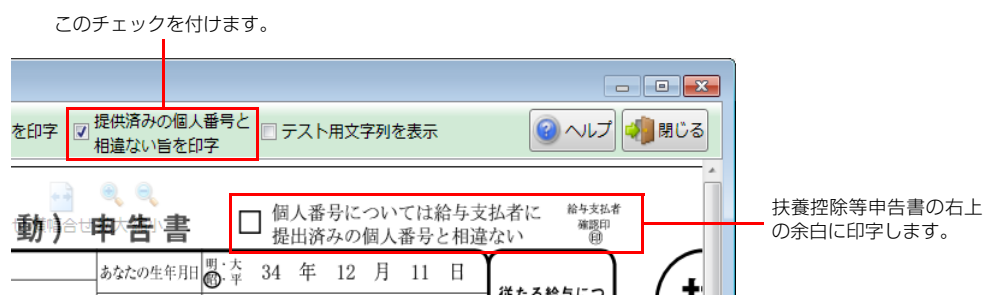 このチェックを付けます。
を印字
提供済みの個人番号と
相違ない旨を印字
テスト用文字列を表示
ヘルプ
閉じる
動）申告書
個人番号については給与支払者に
提出済みの個人番号と相違ない
給与支払者
確認印
印
扶養控除等申告書の右上
の余白に印字します。
あなたの生年月日
明・大
昭・平
34 年 12 月 11 日
従たる給与につ